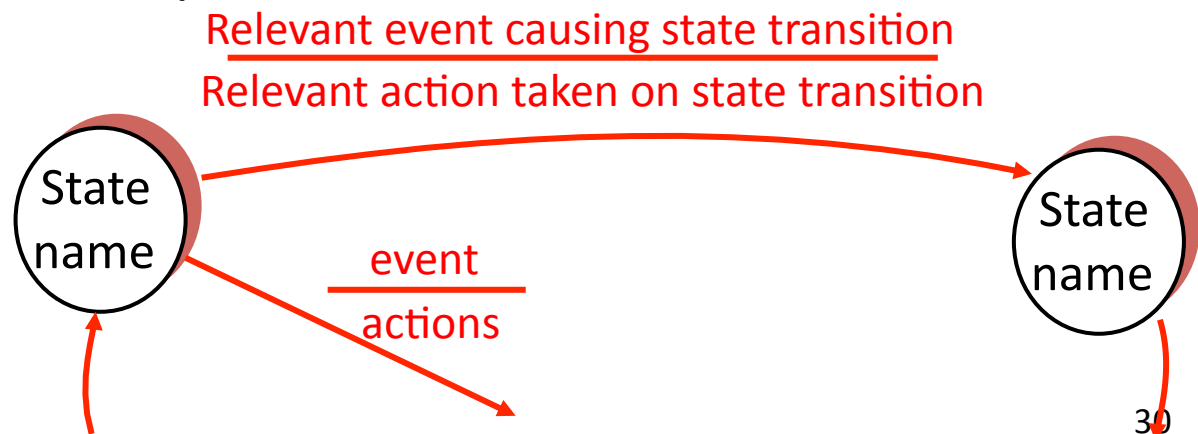 Relevant event causing state transition
Relevant action taken on state transition
State
name
State
name
event
actions
30